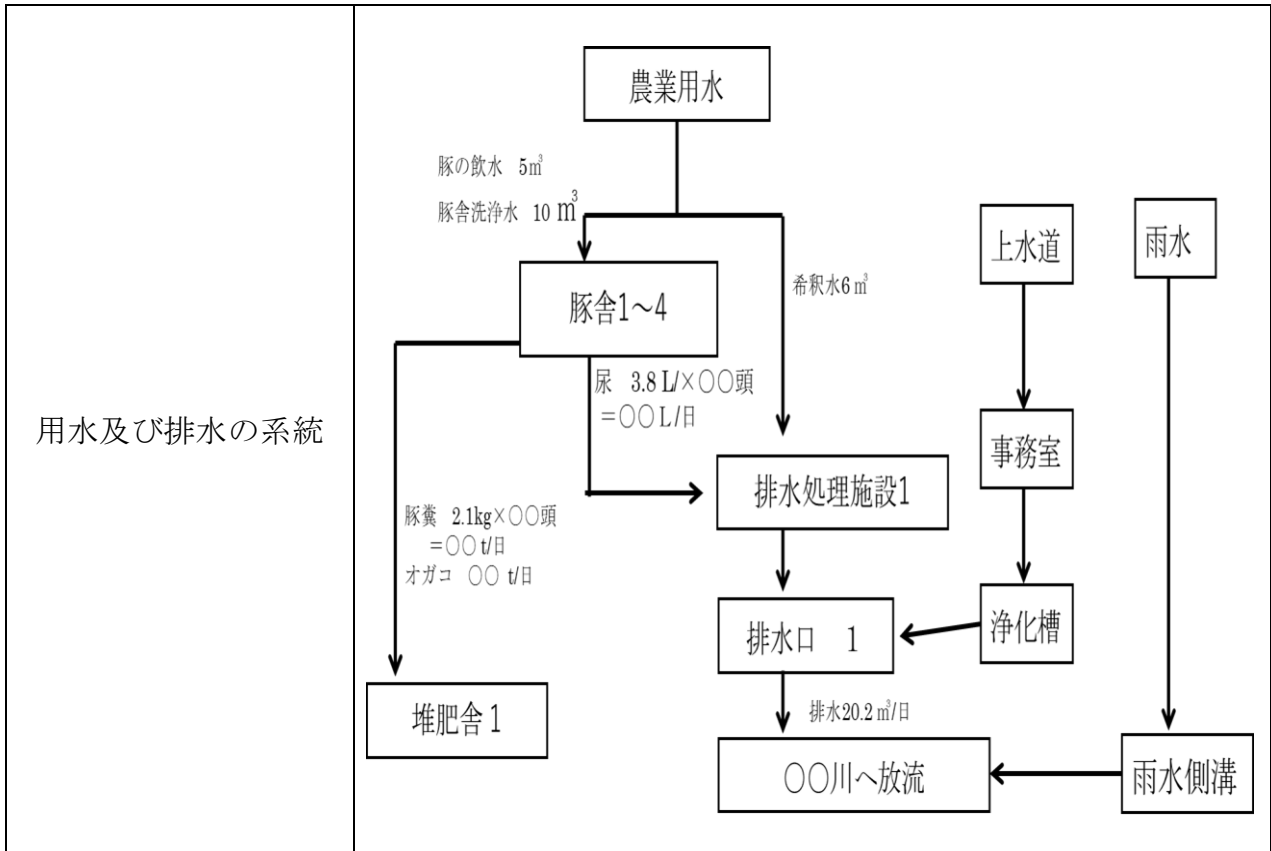 用水及び排水の系統
農業用水
豚の飲水 5㎥
豚舎洗浄水 10 ㎥
豚舎1～4
希釈水6㎥
上水道
雨水
尿 3.8 L/×〇〇頭
＝〇〇 L/日
事務室
排水処理施設1
豚糞 2.1kg×〇〇頭
＝〇〇 t/日
オガコ 〇〇 t/日
排水口 1
浄化槽
堆肥舎 1
排水20.2 ㎥/日
〇〇川へ放流
雨水側溝